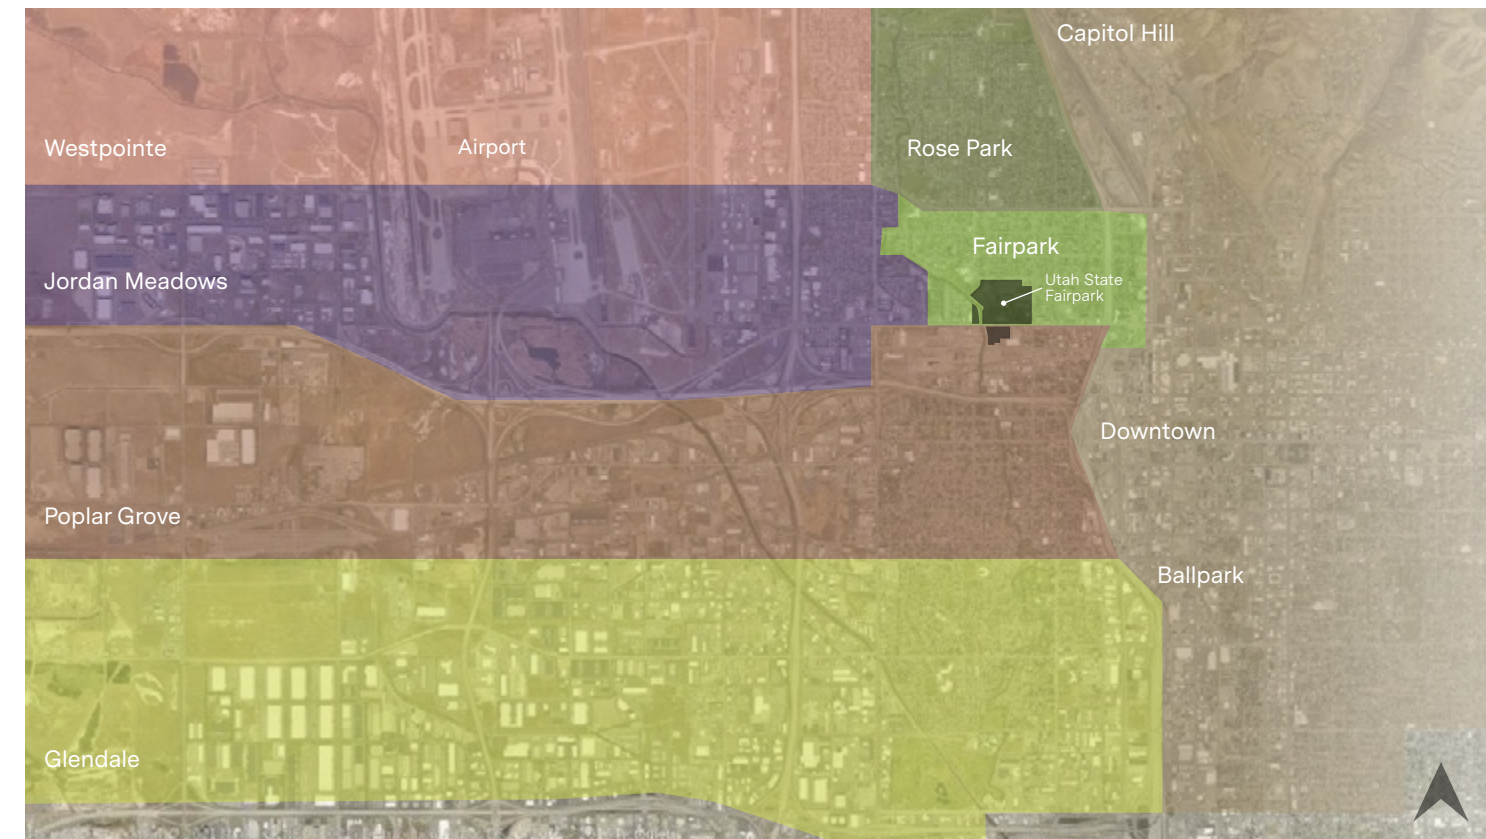 Capitol Hill
Westpointe
Airport
Rose Park
Fairpark
Jordan Meadows
Utah State
Fairpark
Downtown
Poplar Grove
Ballpark
Glendale